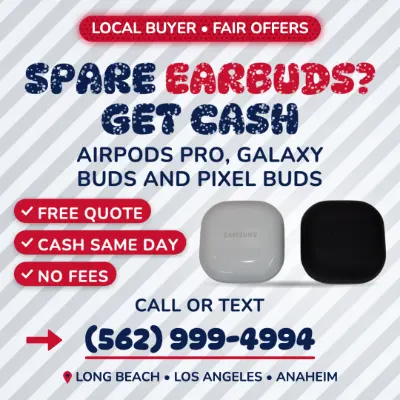 LOCAL BUYER • FAIR OFFERS
SPARE EARBUDS?
GET CASH
AIRPODS PRO, GALAXY
BUDS AND PIXEL BUDS
FREE QUOTE
CASH SAME DAY
NO FEES
SAMSUNG
CALL OR TEXT
(562) 999-4994
LONG BEACH • LOS ANGELES • ANAHEIM